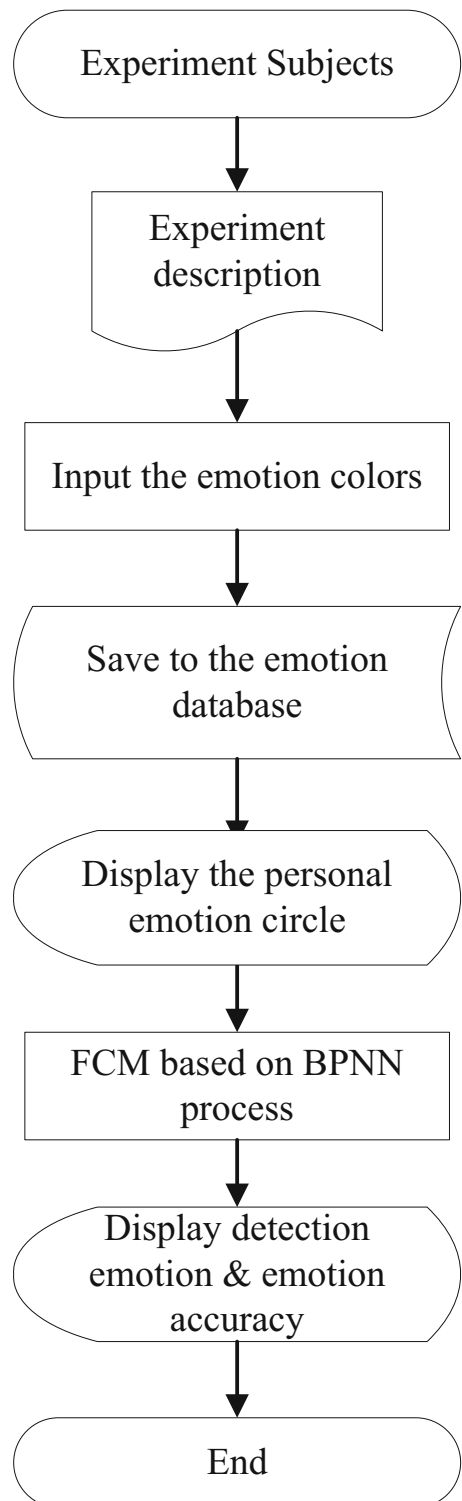 Experiment Subjects
Experiment
description
Input the emotion colors
Save to the emotion
database
Display the personal
emotion circle
FCM based on BPNN
process
Display detection
emotion & emotion
accuracy
End